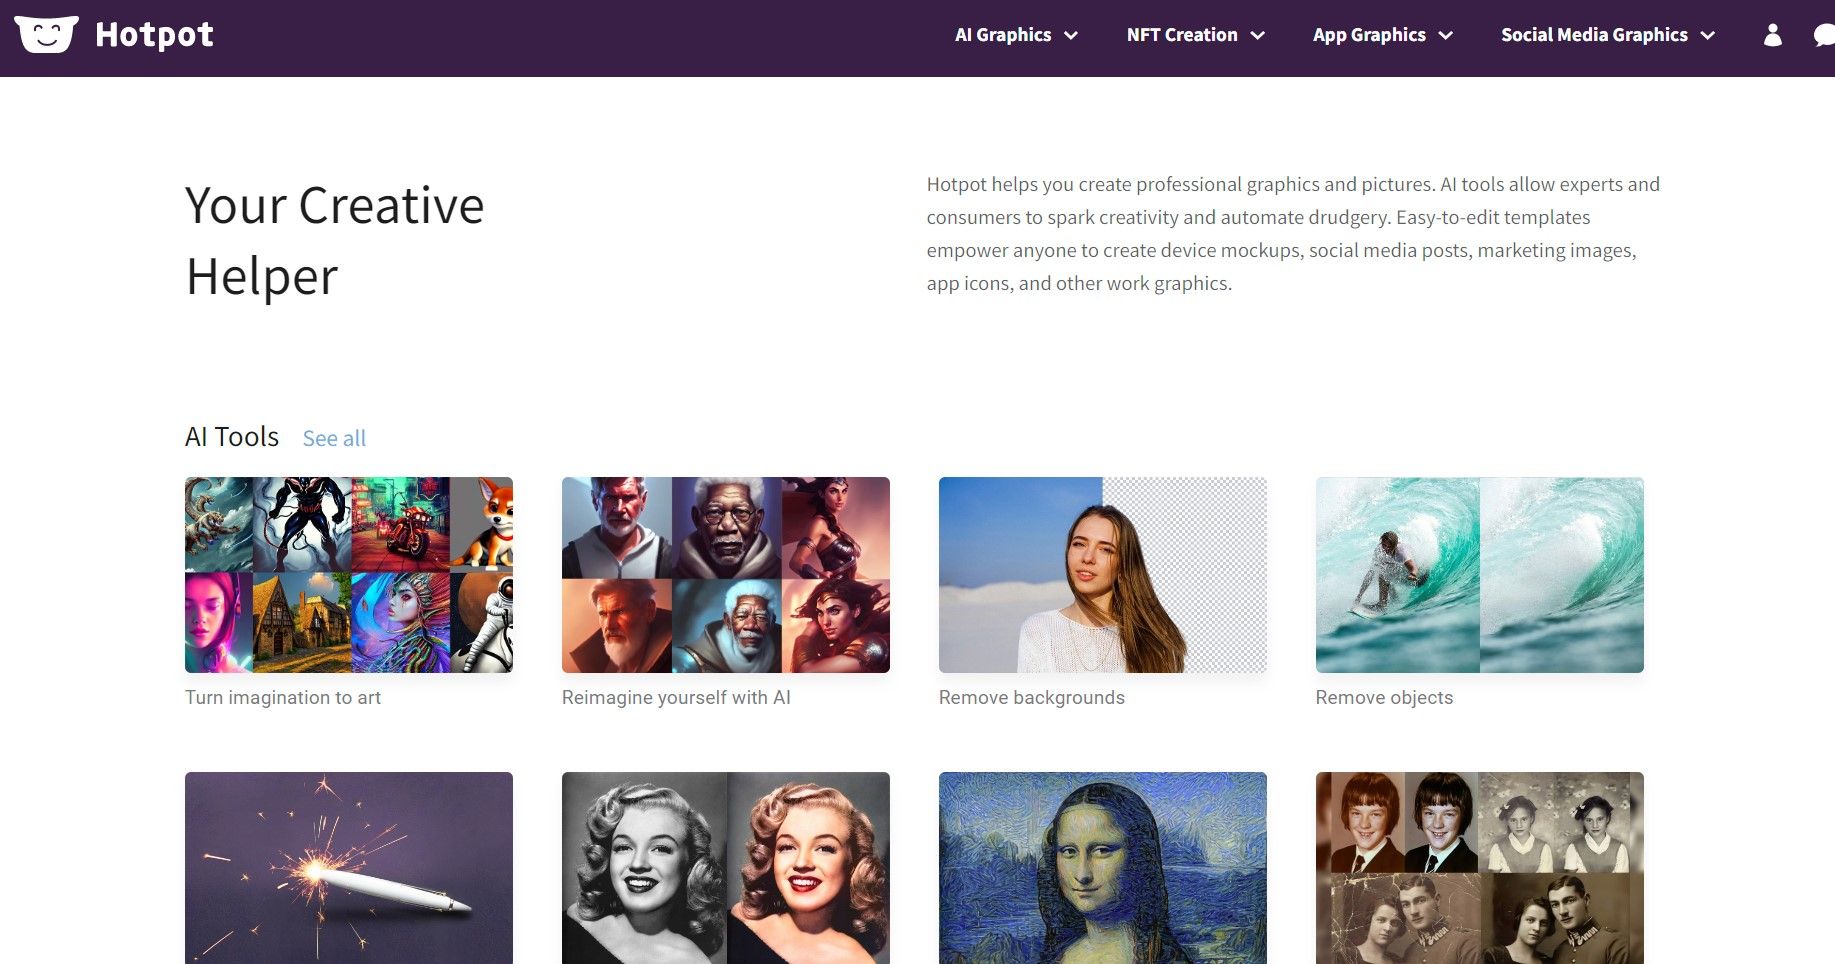 Hotpot
AI Graphics
NFT Creation
App Graphics
Social Media Graphics
Your Creative
Helper
Hotpot helps you create professional graphics and pictures. AI tools allow experts and
consumers to spark creativity and automate drudgery. Easy-to-edit templates
empower anyone to create device mockups, social media posts, marketing images,
app icons, and other work graphics.
AI Tools See all
Turn imagination to art
Reimagine yourself with AI
Remove backgrounds
Remove objects